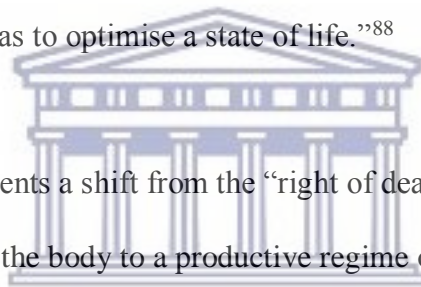 as to optimise a state of life.”88
ents a shift from the “right of dea
the body to a productive regime